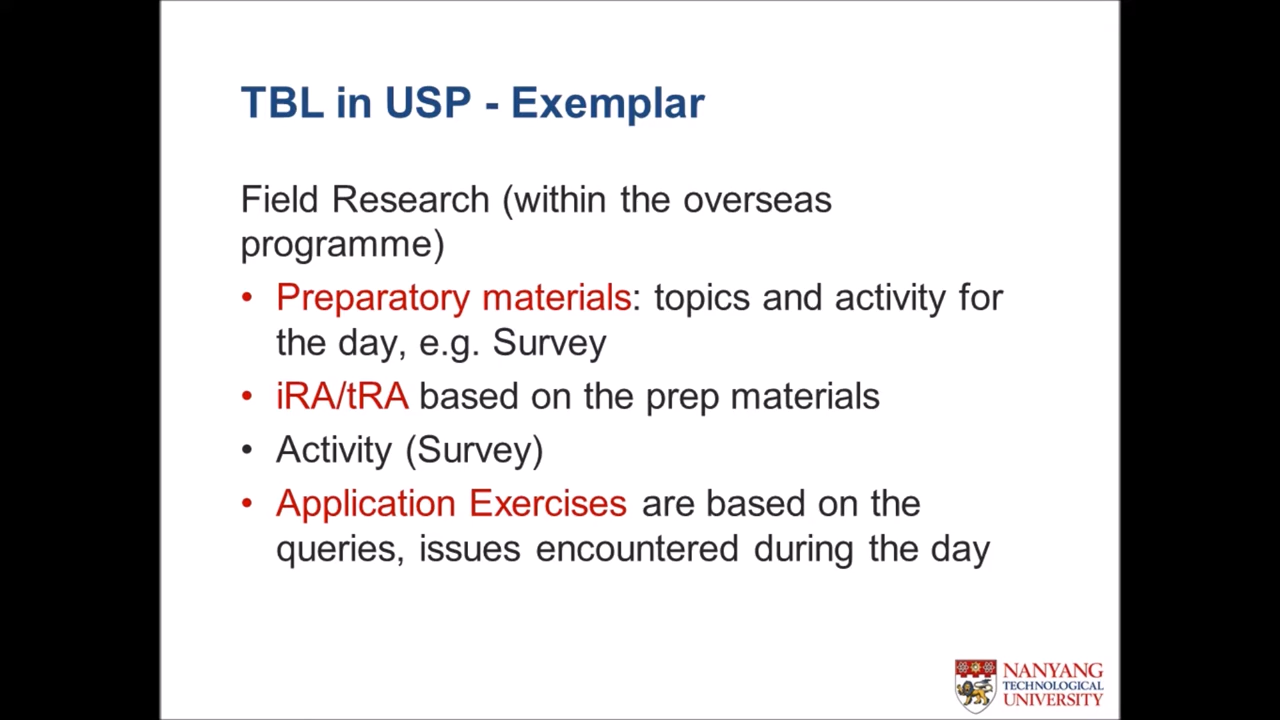 TBL in USP - Exemplar
Field Research (within the overseas
programme)
• Preparatory materials: topics and activity for
the day, e.g. Survey
• iRA/tRA based on the prep materials
• Activity (Survey)
• Application Exercises are based on the
queries, issues encountered during the day
NANYANG
TECHNOLOGICAL
UNIVERSITY